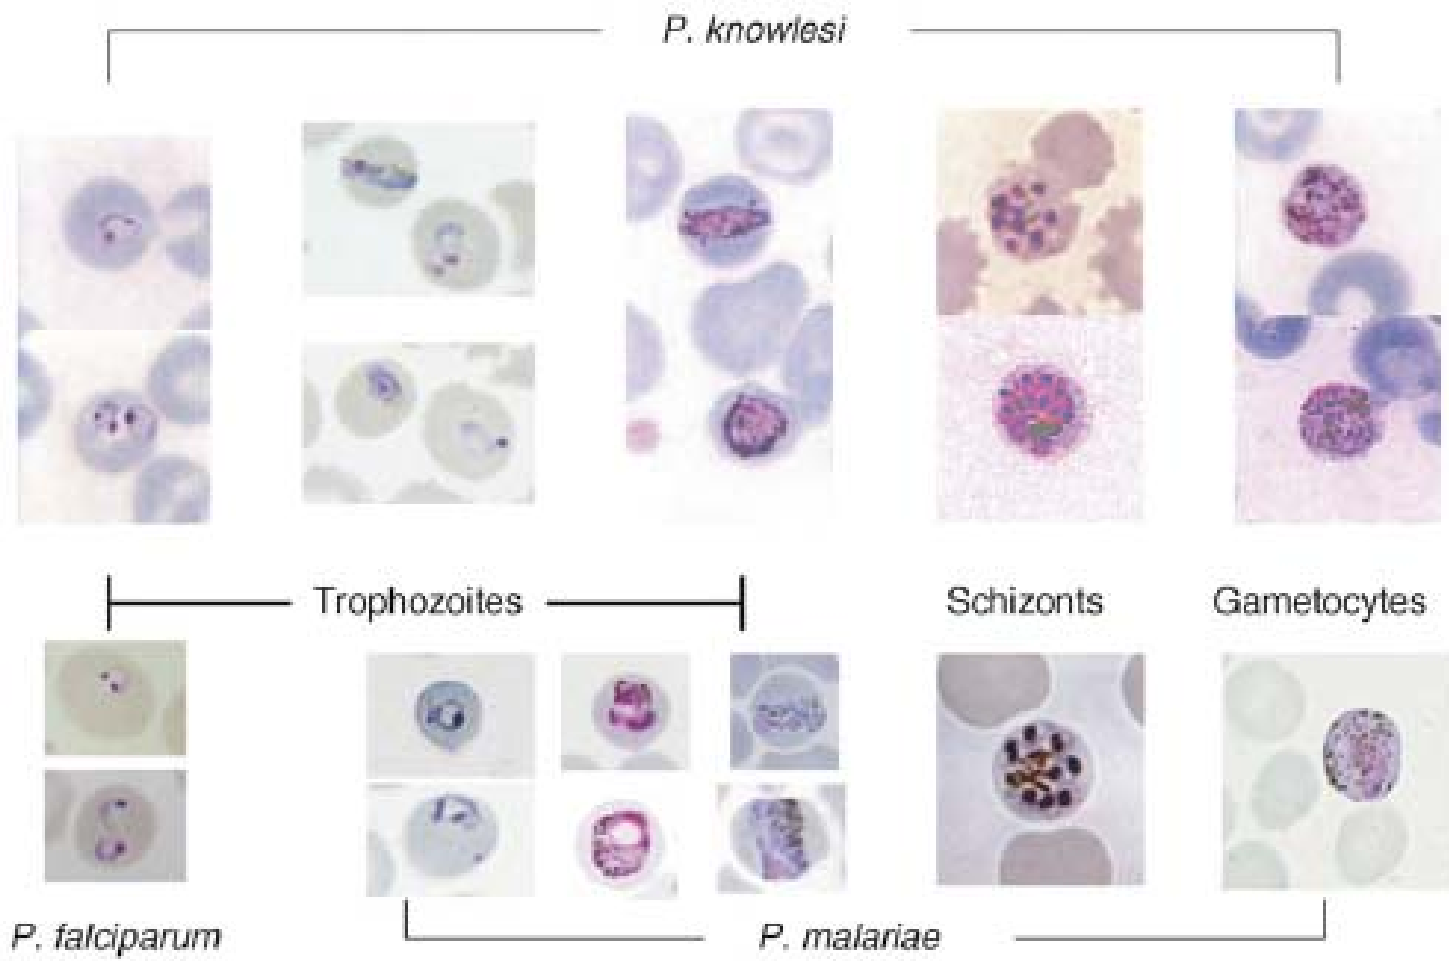 P. knowlesi
Trophozoites
Schizonts
Gametocytes
P. falciparum
P. malariae